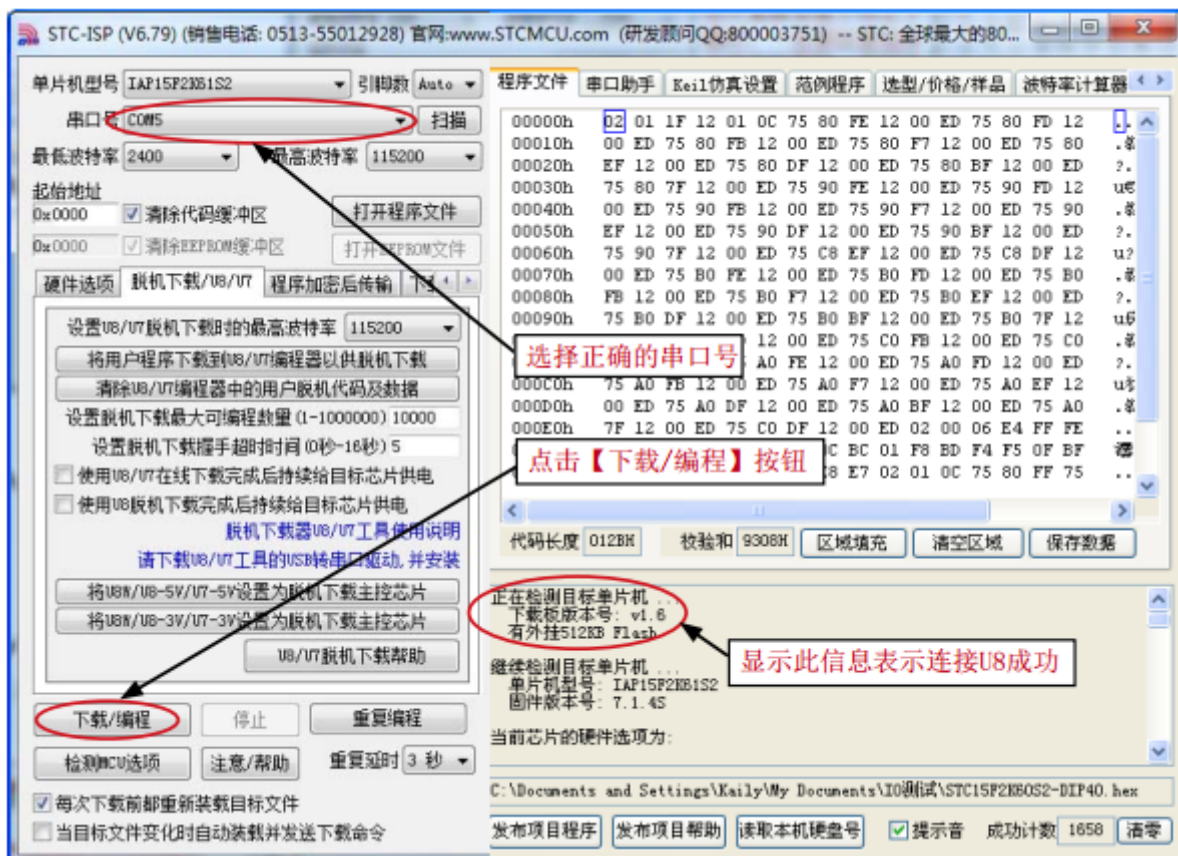 STC-ISP (V6.79) (销售电话: 0513-55012928) 官网:www.STCMCU.com (研发顾问QQ:800003751) -- STC: 全球最大的80...
单片机型号 IAP15F2K61S2 引脚数 Auto
串口号 COM5 扫描
最低波特率 2400 最高波特率 115200
起始地址
0x0000 清除代码缓冲区 打开程序文件
0x0000 清除EEPROM缓冲区 打开EEPROM文件
硬件选项 脱机下载/U8/U7 程序加密后传输
设置U8/U7脱机下载时的最高波特率 115200
将用户程序下载到U8/U7编程器以供脱机下载
清除U8/U7编程器中的用户脱机代码及数据
设置脱机下载最大可编程数量(1-1000000) 10000
设置脱机下载握手超时时间(0秒-16秒) 5
使用U8/U7在线下载完成后持续给目标芯片供电
使用U8脱机下载完成后持续给目标芯片供电
脱机下载器U8/U7工具使用说明
请下载U8/U7工具的USB转串口驱动,并安装
将U8W/U8-5V/U7-5V设置为脱机下载主控芯片
将U8W/U8-3V/U7-3V设置为脱机下载主控芯片
U8/U7脱机下载帮助
下载/编程 停止 重复编程
检测MCU选项 注意/帮助 重复延时 3 秒
每次下载前都重新装载目标文件
当目标文件变化时自动装载并发送下载命令
程序文件 串口助手 Keil仿真设置 范例程序 选型/价格/样品 波特率计算器
00000h 02 01 1F 12 01 0C 75 80 FE 12 00 ED 75 80 FD 12
00010h 00 ED 75 80 FB 12 00 ED 75 80 F7 12 00 ED 75 80
00020h EF 12 00 ED 75 80 DF 12 00 ED 75 80 BF 12 00 ED
00030h 75 80 7F 12 00 ED 75 90 FE 12 00 ED 75 90 FD 12
00040h 00 ED 75 90 FB 12 00 ED 75 90 F7 12 00 ED 75 90
00050h EF 12 00 ED 75 90 DF 12 00 ED 75 90 BF 12 00 ED
00060h 75 90 7F 12 00 ED 75 C8 EF 12 00 ED 75 C8 DF 12
00070h 00 ED 75 B0 FE 12 00 ED 75 B0 FD 12 00 ED 75 B0
00080h FB 12 00 ED 75 B0 F7 12 00 ED 75 B0 EF 12 00 ED
00090h 75 B0 DF 12 00 ED 75 B0 BF 12 00 ED 75 B0 7F 12
选择正确的串口号 12 00 ED 75 C0 FB 12 00 ED 75 C0
A0 FE 12 00 ED 75 A0 FD 12 00 ED
000C0h 75 A0 FB 12 00 ED 75 A0 F7 12 00 ED 75 A0 EF 12
000D0h 00 ED 75 A0 DF 12 00 ED 75 A0 BF 12 00 ED 75 A0
000E0h 7F 12 00 ED 75 C0 DF 12 00 ED 02 00 06 E4 FF FE
点击【下载/编程】按钮 BC 01 F8 BD F4 F5 0F BF
E7 02 01 0C 75 80 FF 75
代码长度 012BH 校验和 9308H 区域填充 清空区域 保存数据
正在检测目标单片机 ...
下载板版本号: v1.6
有外挂512KB Flash
显示此信息表示连接U8成功
继续检测目标单片机 ...
单片机型号: IAP15F2K61S2
固件版本号: 7.1.4S
当前芯片的硬件选项为:
C:\Documents and Settings\Kaily\My Documents\IO测试\STC15F2K60S2-DIP40.hex
发布项目程序 发布项目帮助 读取本机硬盘号 提示音 成功计数 1658 清零